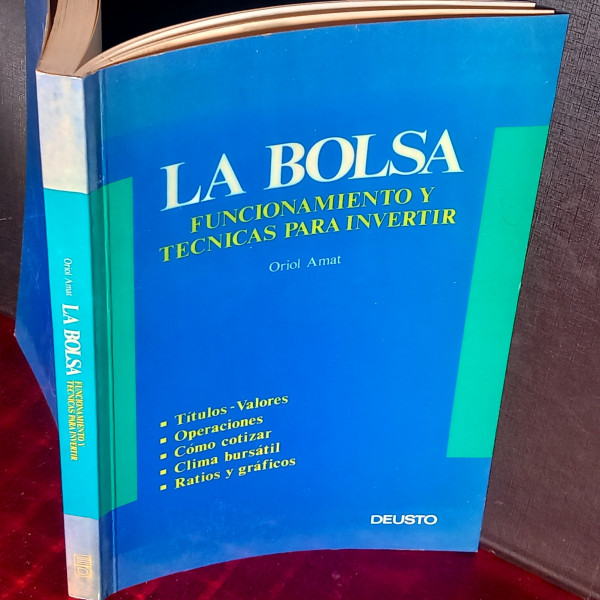 LA BOLSA
FUNCIONAMIENTO Y
TECNICAS PARA INVERTIR
Oriol Amat
▪ Títulos-Valores
▪ Operaciones
▪ Cómo cotizar
▪ Clima bursátil
▪ Ratios y gráficos
DEUSTO
Oriol Amat
LA BOLSA
FUNCIONAMIENTO Y
TECNICAS PARA INVERTIR